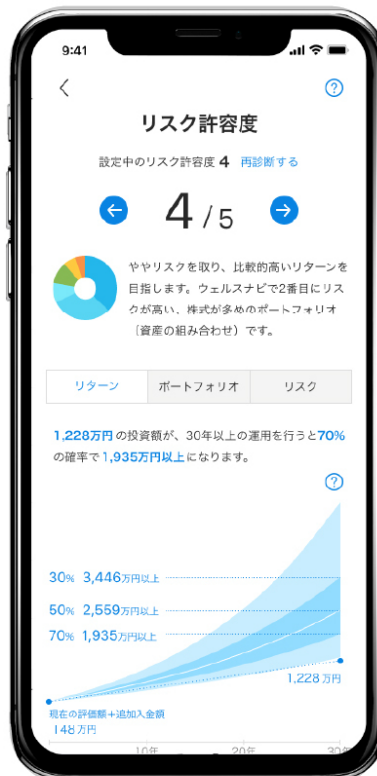 9:41
リスク許容度
設定中のリスク許容度 4 再診断する
4/5
ややリスクを取り、比較的高いリターンを
目指します。ウェルスナビで2番目にリス
クが高い、株式が多めのポートフォリオ
（資産の組み合わせ）です。
リターン ポートフォリオ リスク
1,228万円の投資額が、30年以上の運用を行うと70%
の確率で1,935万円以上になります。
30% 3,446万円以上
50% 2,559万円以上
70% 1,935万円以上
1,228万円
現在の評価額+追加入金額
148万円
10年 20年 30年